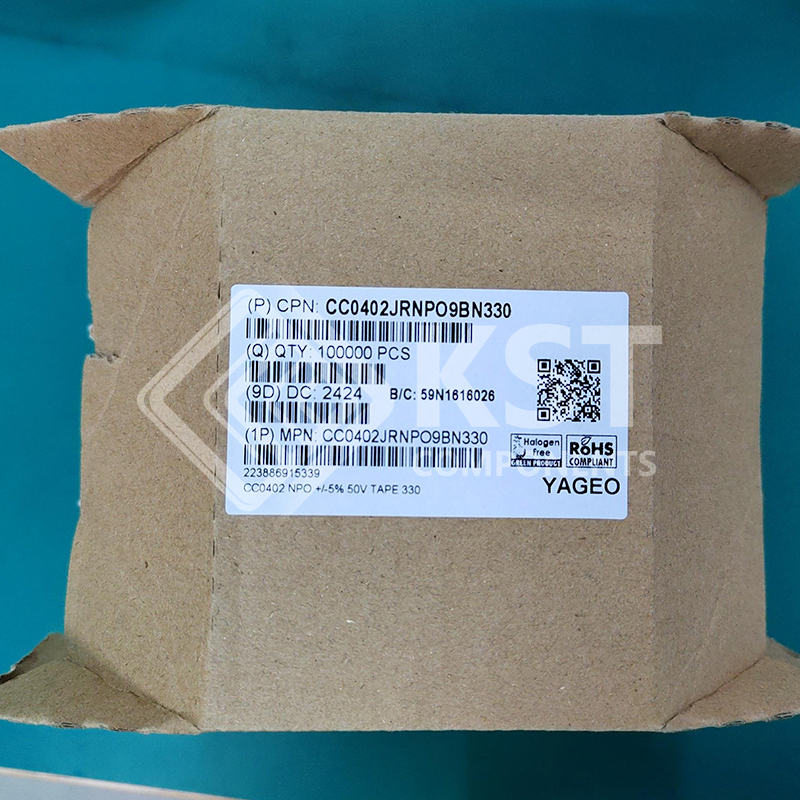 (P) CPN: CC0402JRNPO9BN330
(Q) QTY: 100000 PCS
(9D) DC: 2424 B/C: 59N1616026
(1P) MPN: CC0402JRNPO9BN330
Halogen
Free
GREEN PRODUCT
RoHS
COMPLIANT
223886915339
YAGEO
CC0402 NPO +/-5% 50V TAPE 330
SKST
COMPONENTS